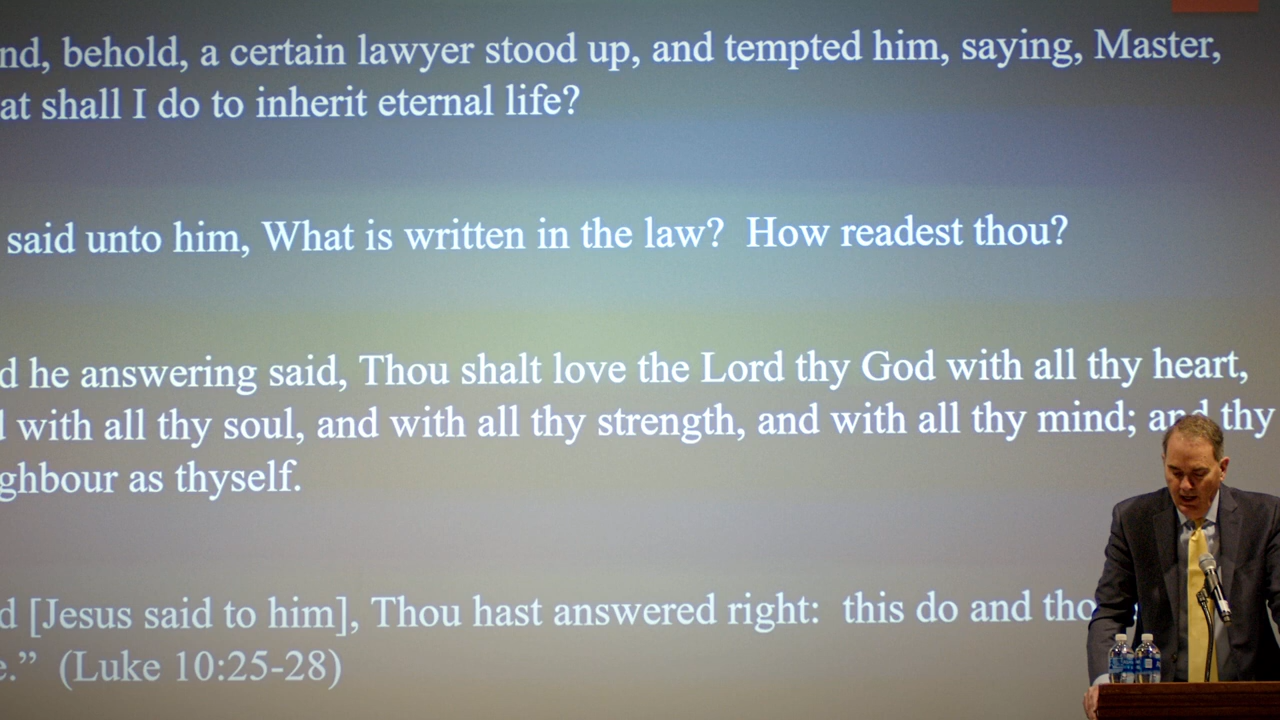 nd, behold, a certain lawyer stood up, and tempted him, saying, Master,
at shall I do to inherit eternal life?
said unto him, What is written in the law?  How readest thou?
d he answering said, Thou shalt love the Lord thy God with all thy heart,
with all thy soul, and with all thy strength, and with all thy mind; and thy
ghbour as thyself.
d [Jesus said to him], Thou hast answered right:  this do and tho
e.”  (Luke 10:25-28)